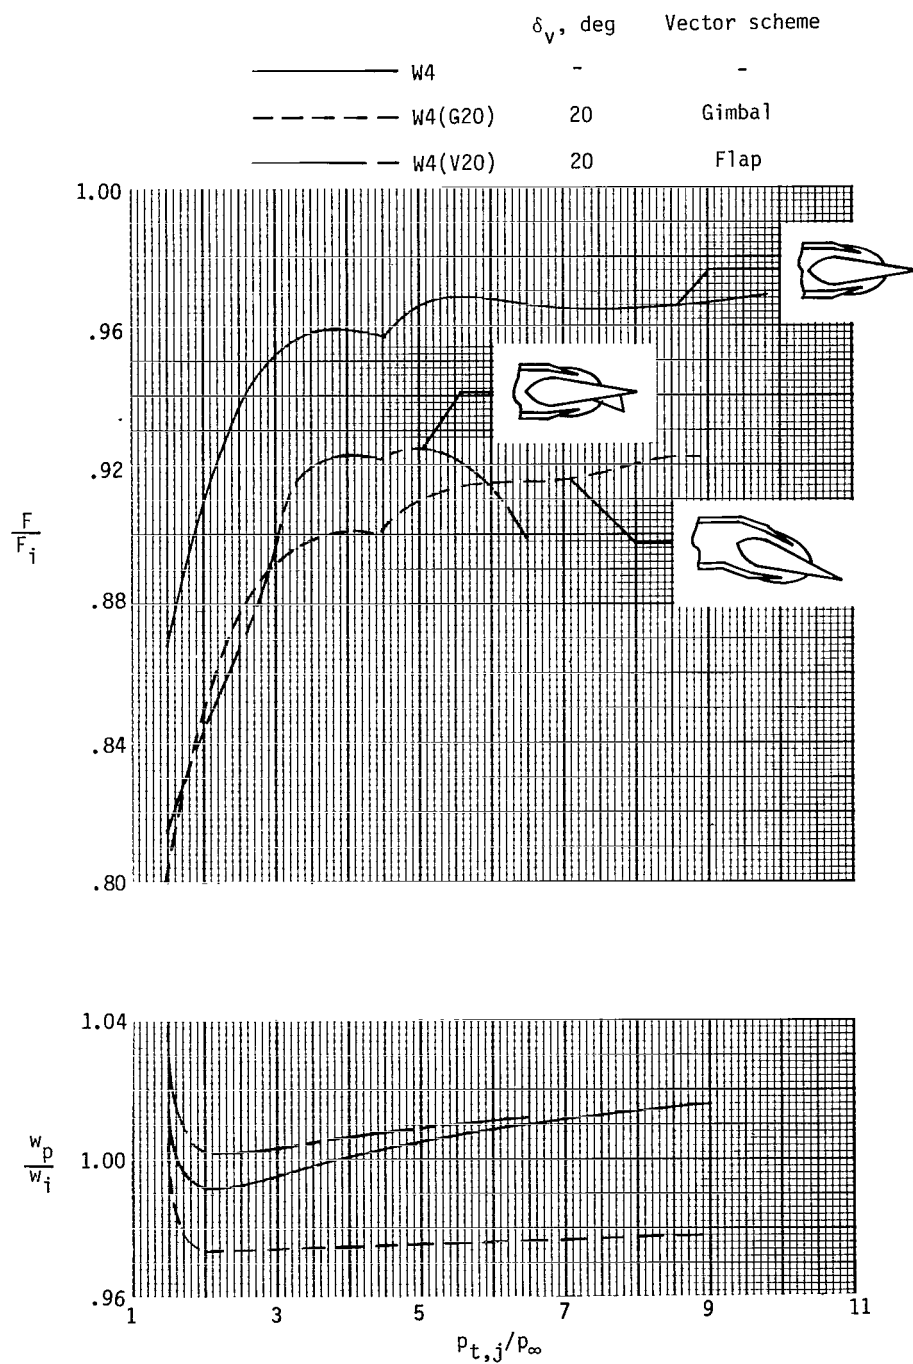 δv, deg Vector scheme
W4 - -
W4(G20) 20 Gimbal
W4(V20) 20 Flap
1.00
.96
.92
F/Fi
.88
.84
.80
1.04
wp/wi
1.00
.96
1 3 5 7 9 11
pt,j/p∞